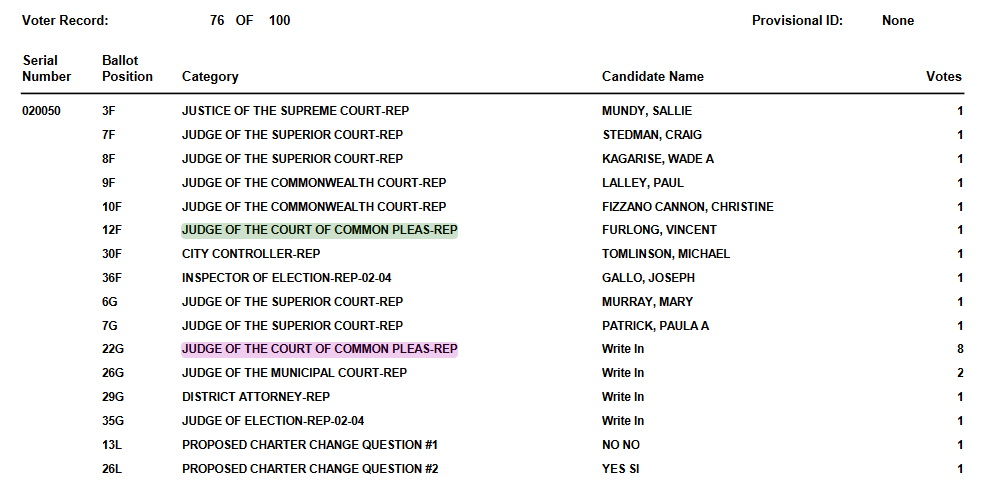 Voter Record: 76 OF 100 Provisional ID: None
Serial Number Ballot Position Category Candidate Name Votes
020050 3F JUSTICE OF THE SUPREME COURT-REP MUNDY, SALLIE 1
7F JUDGE OF THE SUPERIOR COURT-REP STEDMAN, CRAIG 1
8F JUDGE OF THE SUPERIOR COURT-REP KAGARISE, WADE A 1
9F JUDGE OF THE COMMONWEALTH COURT-REP LALLEY, PAUL 1
10F JUDGE OF THE COMMONWEALTH COURT-REP FIZZANO CANNON, CHRISTINE 1
12F JUDGE OF THE COURT OF COMMON PLEAS-REP FURLONG, VINCENT 1
30F CITY CONTROLLER-REP TOMLINSON, MICHAEL 1
36F INSPECTOR OF ELECTION-REP-02-04 GALLO, JOSEPH 1
6G JUDGE OF THE SUPERIOR COURT-REP MURRAY, MARY 1
7G JUDGE OF THE SUPERIOR COURT-REP PATRICK, PAULA A 1
22G JUDGE OF THE COURT OF COMMON PLEAS-REP Write In 8
26G JUDGE OF THE MUNICIPAL COURT-REP Write In 2
29G DISTRICT ATTORNEY-REP Write In 1
35G JUDGE OF ELECTION-REP-02-04 Write In 1
13L PROPOSED CHARTER CHANGE QUESTION #1 NO NO 1
26L PROPOSED CHARTER CHANGE QUESTION #2 YES SI 1